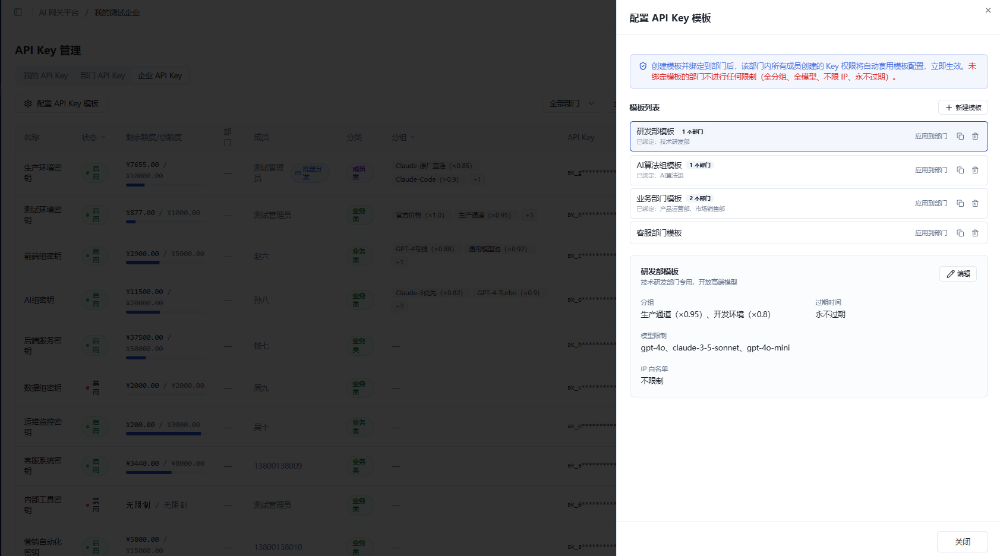 AI 网关平台 / 我的测试企业
API Key 管理
我的 API Key 部门 API Key 企业 API Key
配置 API Key 模板
全部部门
名称 状态 剩余额度/总额度 部门 成员 分类 分组 API Key
生产环境密钥 启用 ¥7655.00 / ¥10000.00 — 测试管理员 批量分发 成员类 Claude-原厂直连（×0.85） Claude-Code（×0.9） +1 ak_g**********
测试环境密钥 启用 ¥877.00 / ¥1000.00 — 测试管理员 业务类 官方价格（×1.0） 生产通道（×0.95） +3 ak_n**********
前端组密钥 启用 ¥2900.00 / ¥5000.00 — 赵六 业务类 GPT-4专线（×0.88） 通用模型池（×0.92） +1 ak_c**********
AI组密钥 启用 ¥11500.00 / ¥20000.00 — 孙八 业务类 Claude-3优先（×0.82） GPT-4-Turbo（×0.9） +3 ak_o**********
后端服务密钥 启用 ¥37500.00 / ¥50000.00 — 钱七 业务类 — ak_h**********
数据组密钥 禁用 ¥2000.00 / ¥2000.00 — 周九 业务类 — ak_v**********
运维监控密钥 启用 ¥200.00 / ¥3000.00 — 吴十 业务类 — ak_o**********
客服系统密钥 启用 ¥3440.00 / ¥8000.00 — 13800138009 业务类 — ak_a**********
内部工具密钥 禁用 无限制 / 无限制 — 测试管理员 业务类 — ak_@**********
营销自动化密钥 启用 ¥5800.00 / ¥15000.00 — 13800138010 业务类 — ak_a**********
配置 API Key 模板
创建模板并绑定到部门后，该部门内所有成员创建的 Key 权限将自动套用模板配置，立即生效。未
绑定模板的部门不进行任何限制（全分组、全模型、不限 IP、永不过期）。
模板列表 新建模板
研发部模板 1 个部门
已绑定：技术研发部
应用到部门
AI算法组模板 1 个部门
已绑定：AI算法组
应用到部门
业务部门模板 2 个部门
已绑定：产品运营部、市场销售部
应用到部门
客服部门模板 应用到部门
研发部模板
技术研发部门专用，开放高端模型
编辑
分组 过期时间
生产通道（×0.95）、开发环境（×0.8） 永不过期
模型限制
gpt-4o、claude-3-5-sonnet、gpt-4o-mini
IP 白名单
不限制
关闭